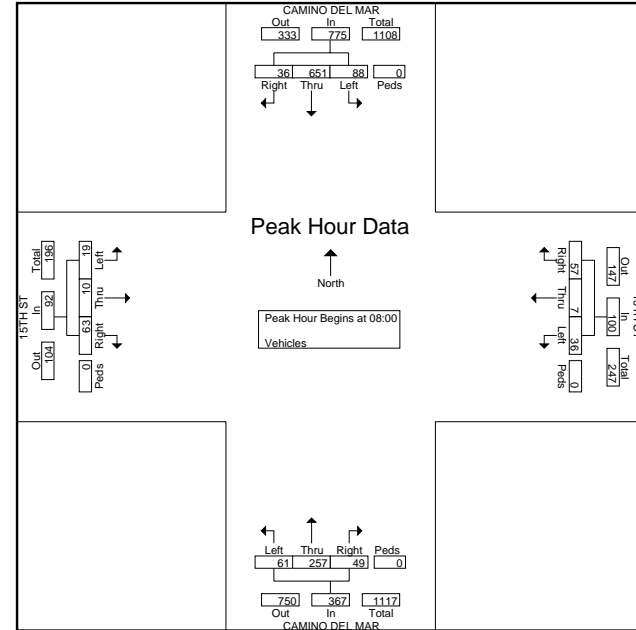 CAMINO DEL MAR
Out In Total
333 775 1108
36 651 88 0
Right Thru Left Peds
Peak Hour Data
North
Peak Hour Begins at 08:00
Vehicles
15TH ST
Total In Out
196 92 104
19 10 63 0
Left Thru Right Peds
Out In Total
147 100 247
57 7 36 0
Right Thru Left Peds
Left Thru Right Peds
61 257 49 0
750 367 1117
Out In Total
CAMINO DEL MAR